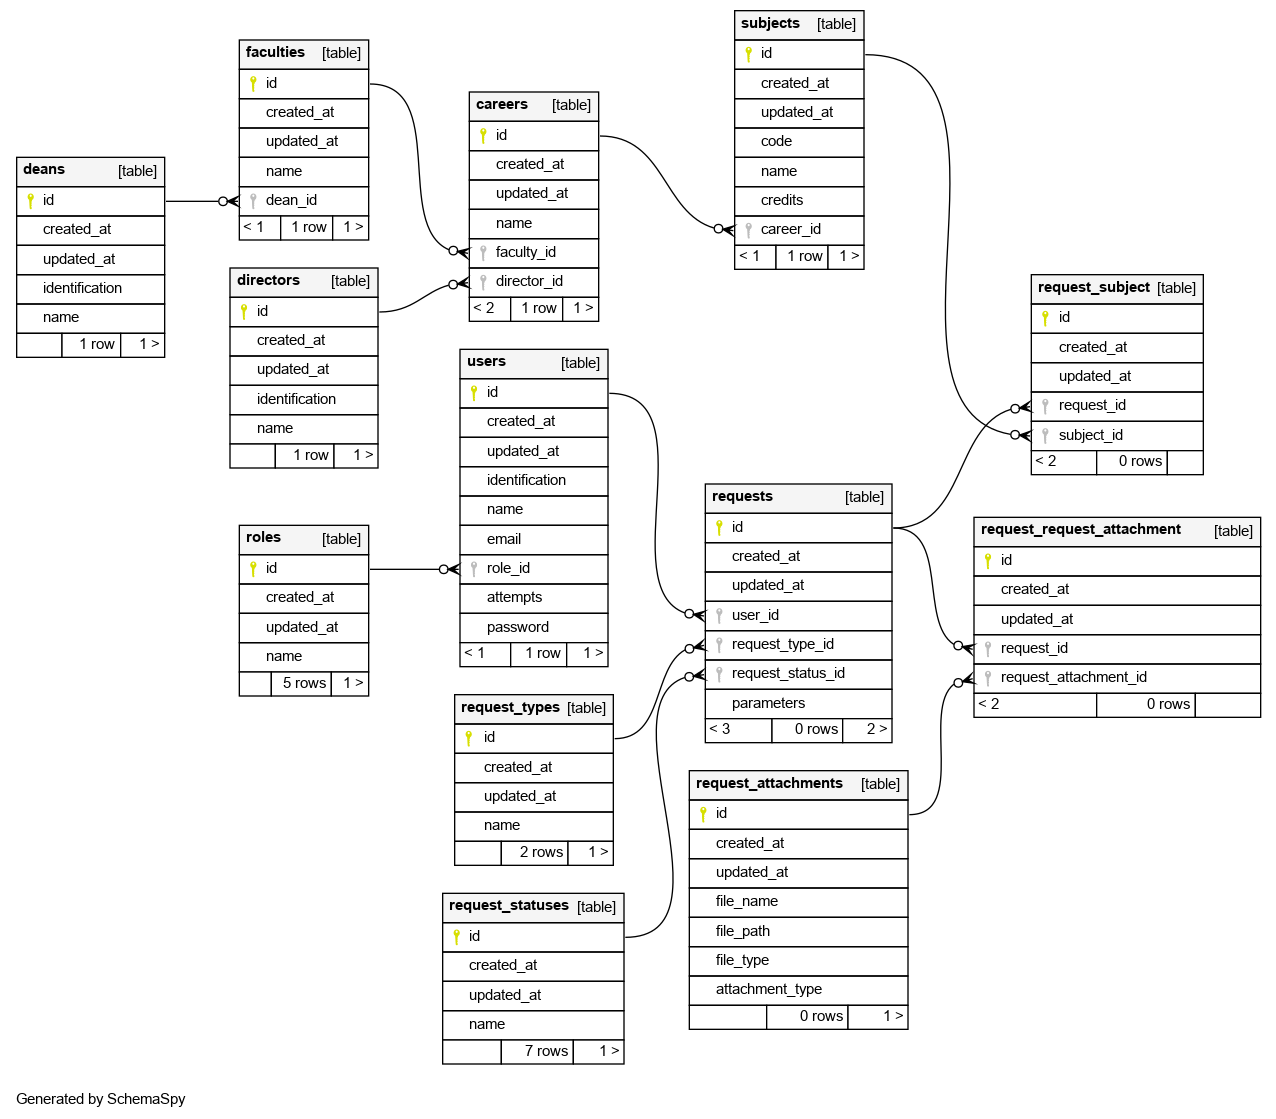 deans [table]
id
created_at
updated_at
identification
name
1 row 1 >
faculties [table]
id
created_at
updated_at
name
dean_id
< 1 1 row 1 >
directors [table]
id
created_at
updated_at
identification
name
1 row 1 >
roles [table]
id
created_at
updated_at
name
5 rows 1 >
careers [table]
id
created_at
updated_at
name
faculty_id
director_id
< 2 1 row 1 >
users [table]
id
created_at
updated_at
identification
name
email
role_id
attempts
password
< 1 1 row 1 >
request_types [table]
id
created_at
updated_at
name
2 rows 1 >
request_statuses [table]
id
created_at
updated_at
name
7 rows 1 >
subjects [table]
id
created_at
updated_at
code
name
credits
career_id
< 1 1 row 1 >
requests [table]
id
created_at
updated_at
user_id
request_type_id
request_status_id
parameters
< 3 0 rows 2 >
request_attachments [table]
id
created_at
updated_at
file_name
file_path
file_type
attachment_type
0 rows 1 >
request_subject [table]
id
created_at
updated_at
request_id
subject_id
< 2 0 rows
request_request_attachment [table]
id
created_at
updated_at
request_id
request_attachment_id
< 2 0 rows
Generated by SchemaSpy